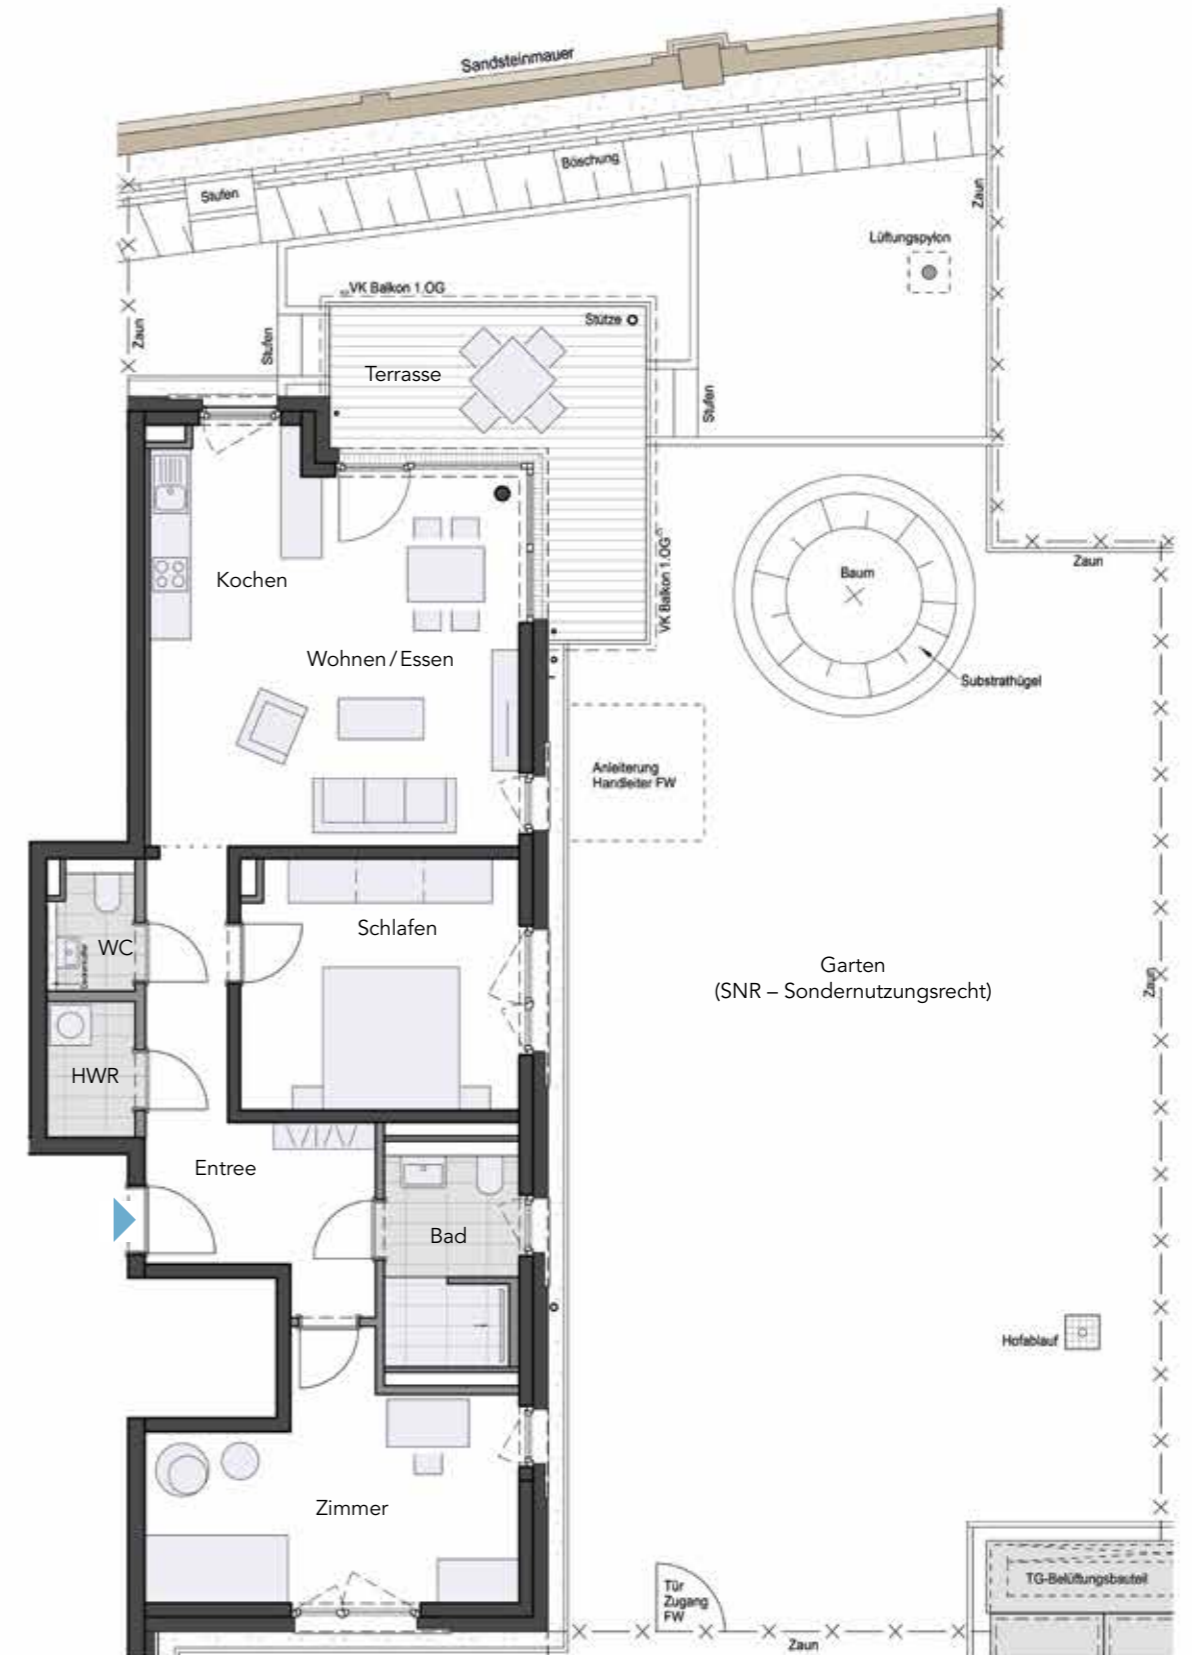 Sandsteinmauer
Böschung
Stufen
Zaun
Lüftungspylon
VK Balkon 1.OG
Stütze
Zaun
Stufen
Terrasse
Stufen
Zaun
VK Balkon 1.OG
Baum
Kochen
Wohnen/Essen
Substrathügel
Anleiterung
Handleiter FW
Schlafen
WC
Garten
(SNR – Sondernutzungsrecht)
Zaun
HWR
Entree
Bad
Hofablauf
Zimmer
Tür
Zugang
FW
TG-Belüftungsbauteil
Zaun